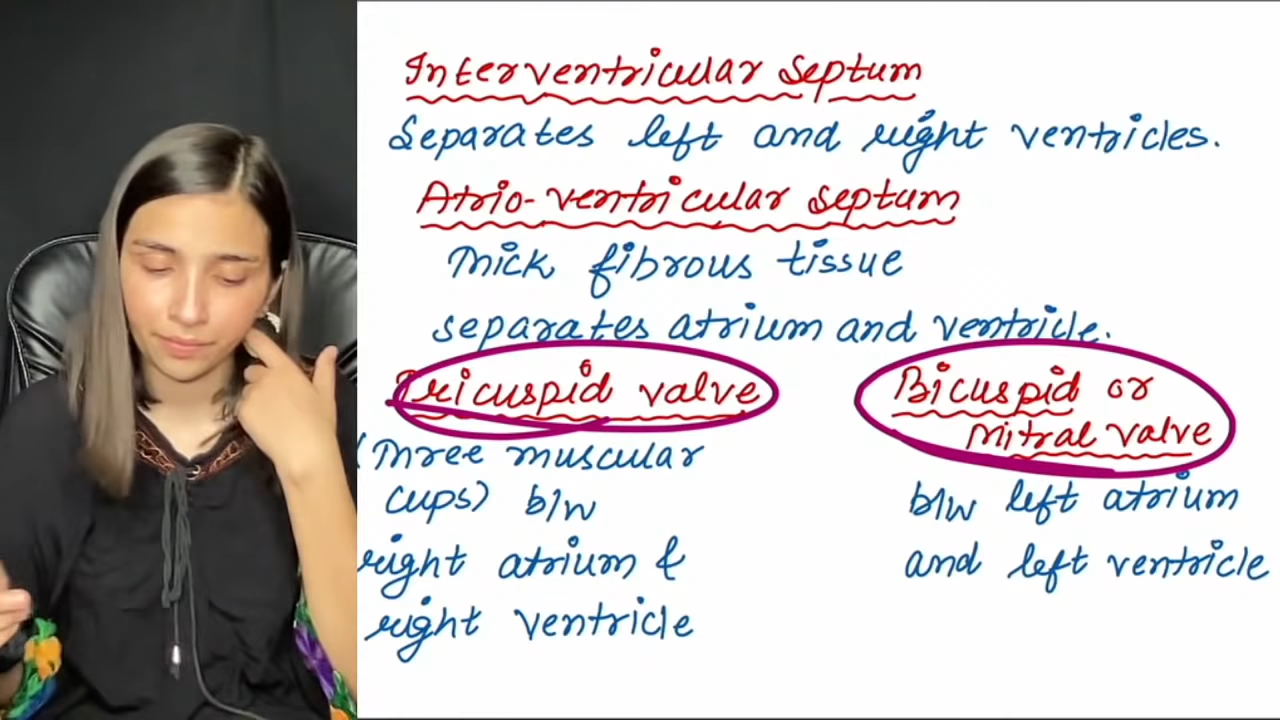 Interventricular Septum
Separates left and right ventricles.
Atrio-ventricular septum
Thick fibrous tissue
separates atrium and ventricle.
Tricuspid valve
(Three muscular
cups) b/w
right atrium &
right ventricle
Bicuspid or
Mitral valve
b/w left atrium
and left ventricle